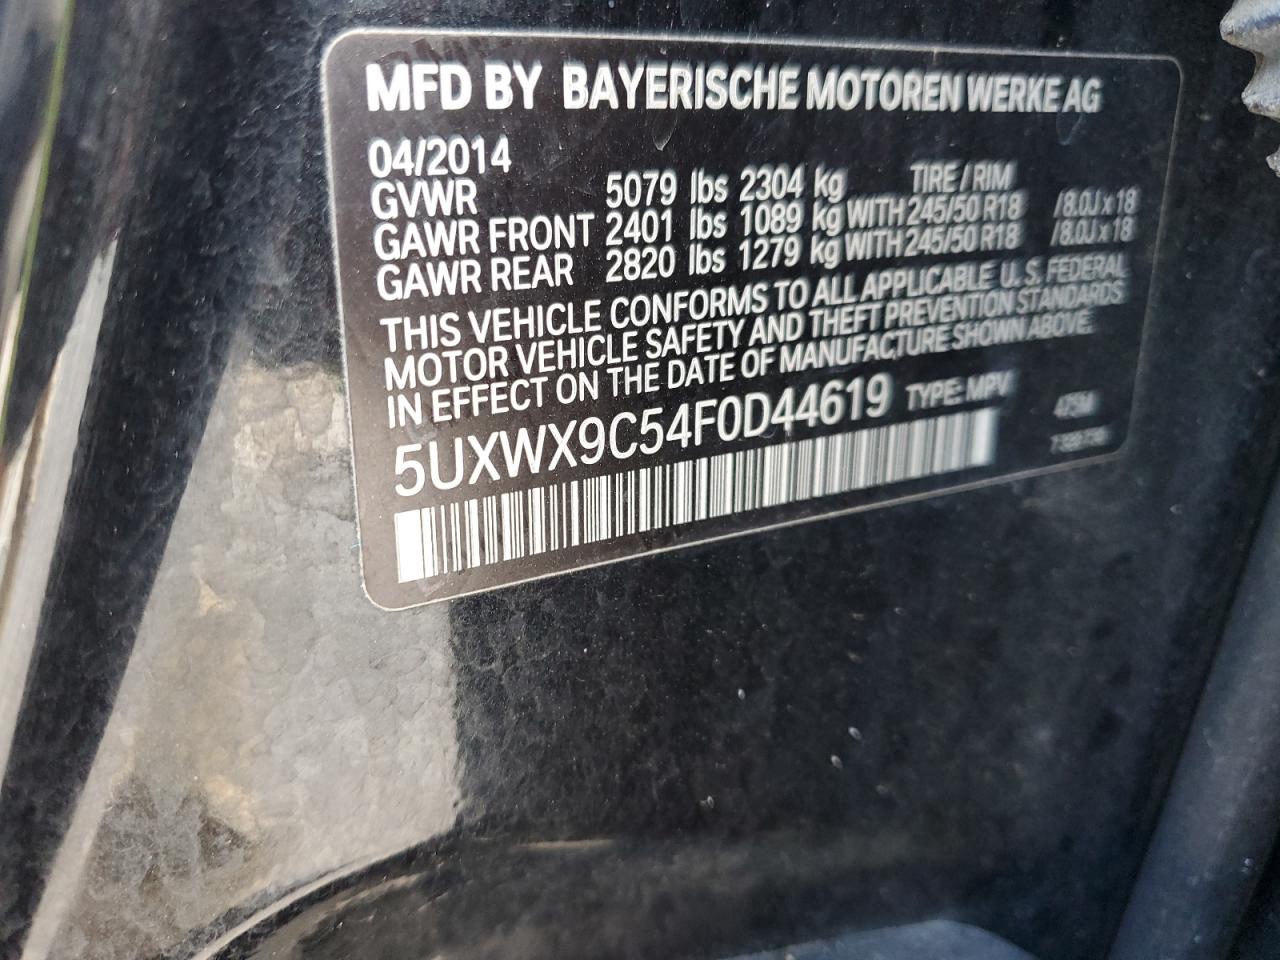 MFD BY BAYERISCHE MOTOREN WERKE AG
04/2014 TIRE / RIM
GVWR 5079 lbs 2304 kg
GAWR FRONT 2401 lbs 1089 kg WITH 245/50 R18 / 8.0J x 18
GAWR REAR 2820 lbs 1279 kg WITH 245/50 R18 / 8.0J x 18
THIS VEHICLE CONFORMS TO ALL APPLICABLE U. S. FEDERAL
MOTOR VEHICLE SAFETY AND THEFT PREVENTION STANDARDS
IN EFFECT ON THE DATE OF MANUFACTURE SHOWN ABOVE.
5UXWX9C54F0D44619 TYPE: MPV